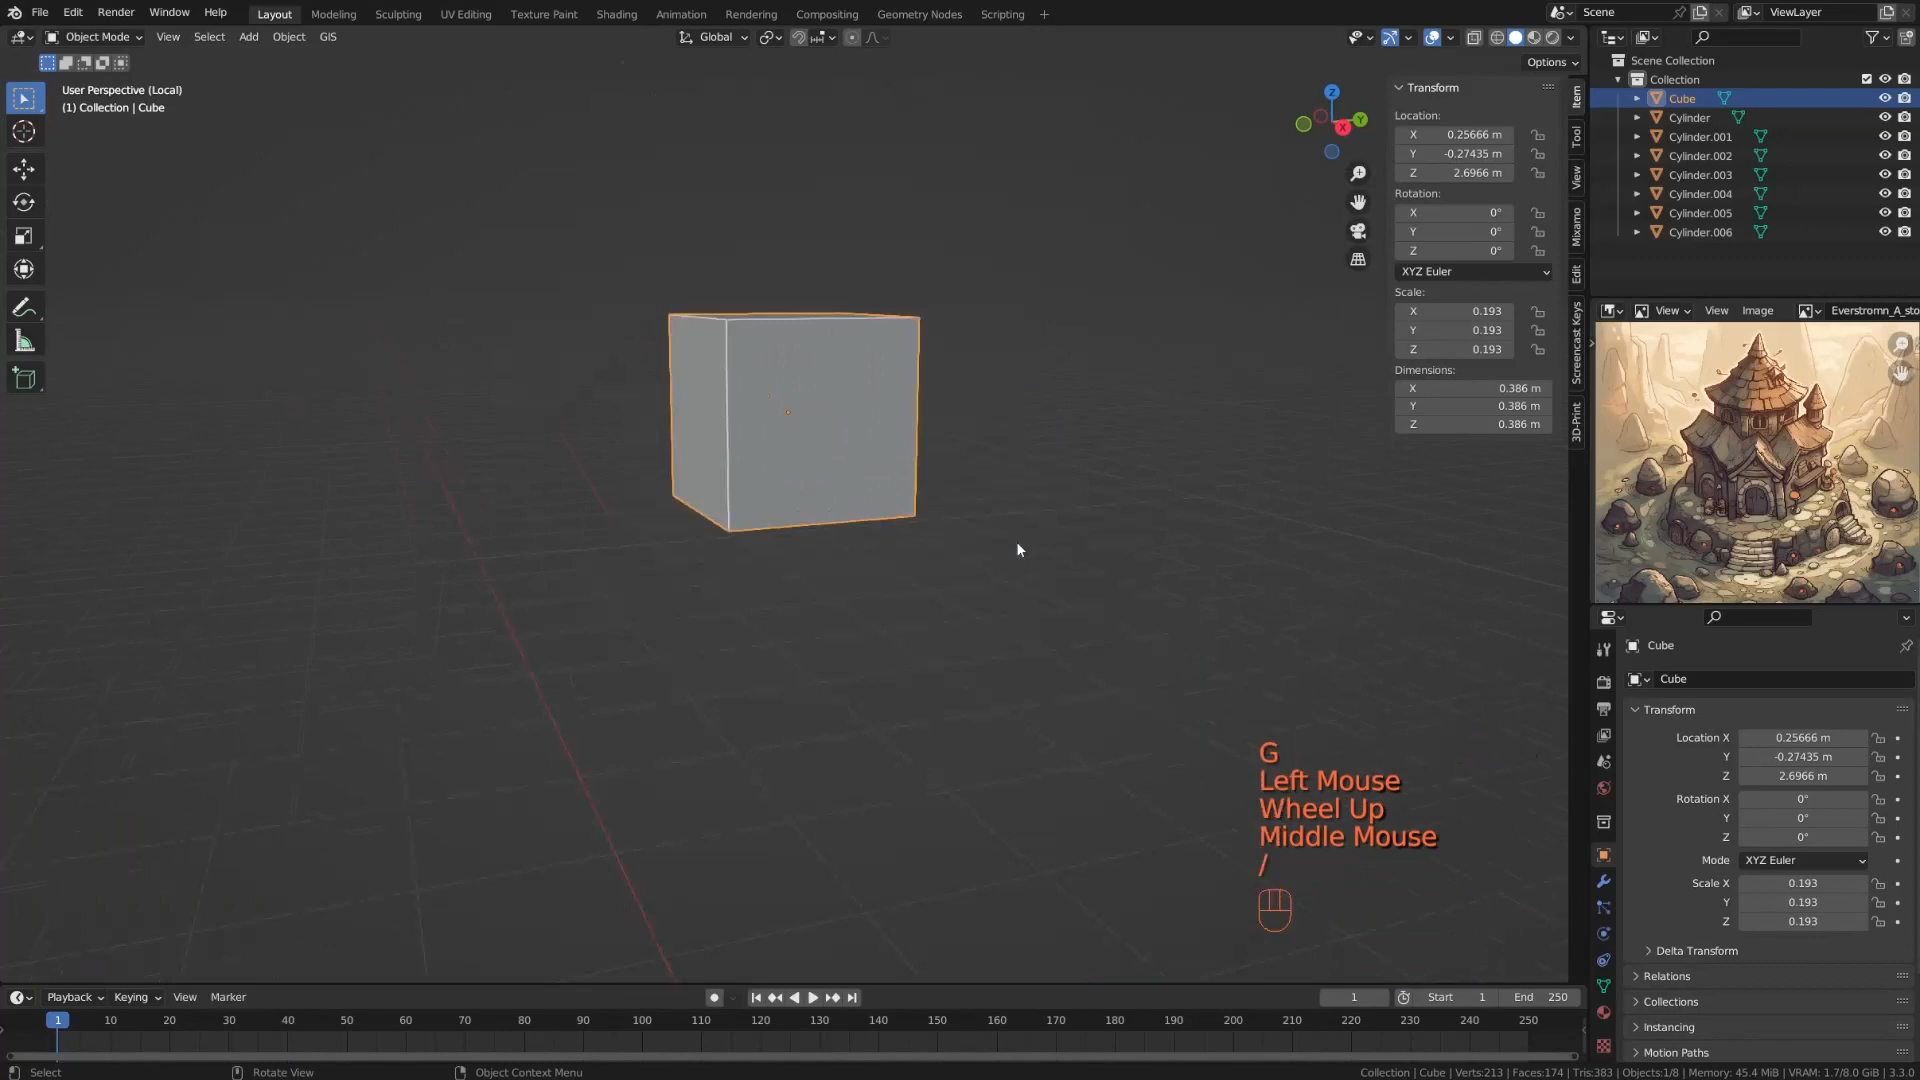 File Edit Render Window Help
Layout Modeling Sculpting UV Editing Texture Paint Shading Animation Rendering Compositing Geometry Nodes Scripting +
Scene
ViewLayer
Object Mode View Select Add Object GIS
Global
Options
User Perspective (Local)
(1) Collection | Cube
Z
Y
X
Transform
Location:
X 0.25666 m
Y -0.27435 m
Z 2.6966 m
Rotation:
X 0°
Y 0°
Z 0°
XYZ Euler
Scale:
X 0.193
Y 0.193
Z 0.193
Dimensions:
X 0.386 m
Y 0.386 m
Z 0.386 m
Item
Tool
View
Mixamo
Edit
Screencast Keys
3D-Print
Scene Collection
Collection
Cube
Cylinder
Cylinder.001
Cylinder.002
Cylinder.003
Cylinder.004
Cylinder.005
Cylinder.006
View View Image Everstromn_A_sto
Cube
Cube
Transform
Location X 0.25666 m
Y -0.27435 m
Z 2.6966 m
Rotation X 0°
Y 0°
Z 0°
Mode XYZ Euler
Scale X 0.193
Y 0.193
Z 0.193
Delta Transform
Relations
Collections
Instancing
Motion Paths
G
Left Mouse
Wheel Up
Middle Mouse
/
Playback Keying View Marker
1 Start 1 End 250
1 10 20 30 40 50 60 70 80 90 100 110 120 130 140 150 160 170 180 190 200 210 220 230 240 250
Select Rotate View Object Context Menu
Collection | Cube | Verts:213 | Faces:174 | Tris:383 | Objects:1/8 | Memory: 45.4 MiB | VRAM: 1.7/8.0 GiB | 3.3.0